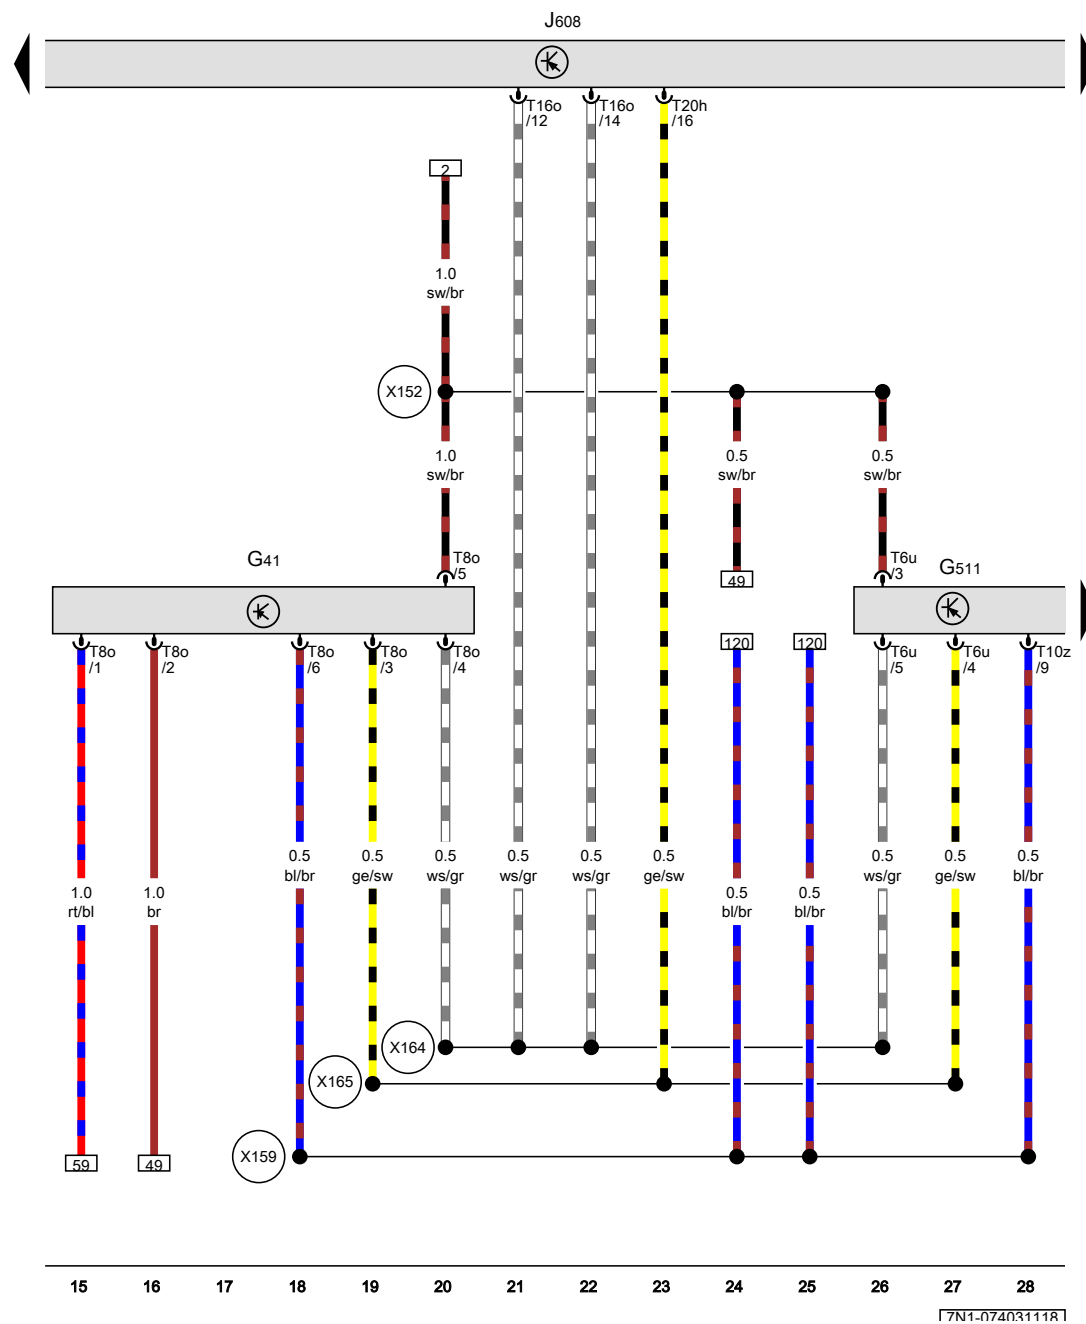 J608
T16o
/12
T16o
/14
T20h
/16
2
1.0
sw/br
X152
1.0
sw/br
0.5
sw/br
0.5
sw/br
G41
T8o
/5
49
T6u
/3
G511
T8o
/1
T8o
/2
T8o
/6
T8o
/3
T8o
/4
120
120
T6u
/5
T6u
/4
T10z
/9
0.5
bl/br
0.5
ge/sw
0.5
ws/gr
0.5
ws/gr
0.5
ws/gr
0.5
ge/sw
0.5
ws/gr
0.5
ge/sw
0.5
bl/br
1.0
rt/bl
1.0
br
0.5
bl/br
0.5
bl/br
X164
X165
X159
59
49
15 16 17 18 19 20 21 22 23 24 25 26 27 28
7N1-074031118